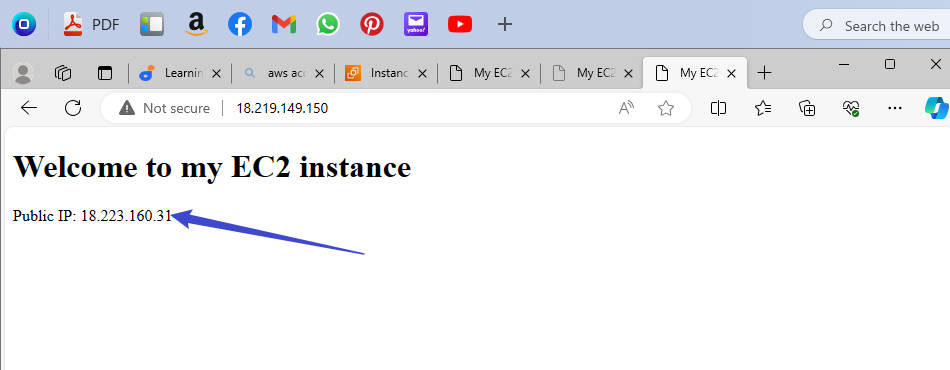 PDF
yahoo!
Search the web
Learnin
aws acc
Instanc
My EC2
My EC2
My EC2
Not secure
18.219.149.150
Welcome to my EC2 instance
Public IP: 18.223.160.31